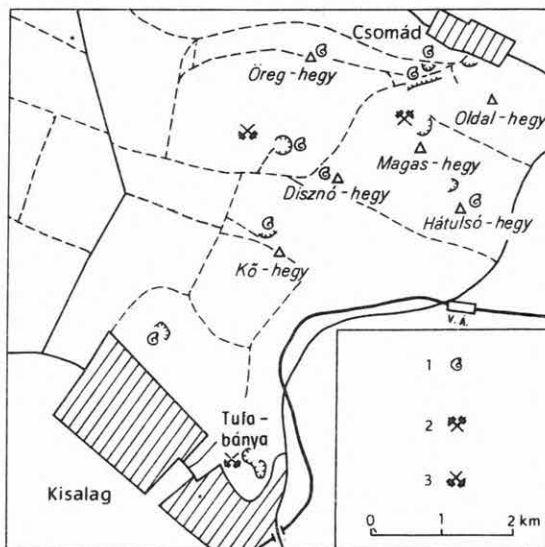 Csomád
Öreg-hegy
Oldal-hegy
Magas-hegy
Disznó-hegy
Hátulsó-hegy
Kő-hegy
v. á.
Tufa-
bánya
Kisalag
1
2
3
0 1 2 km